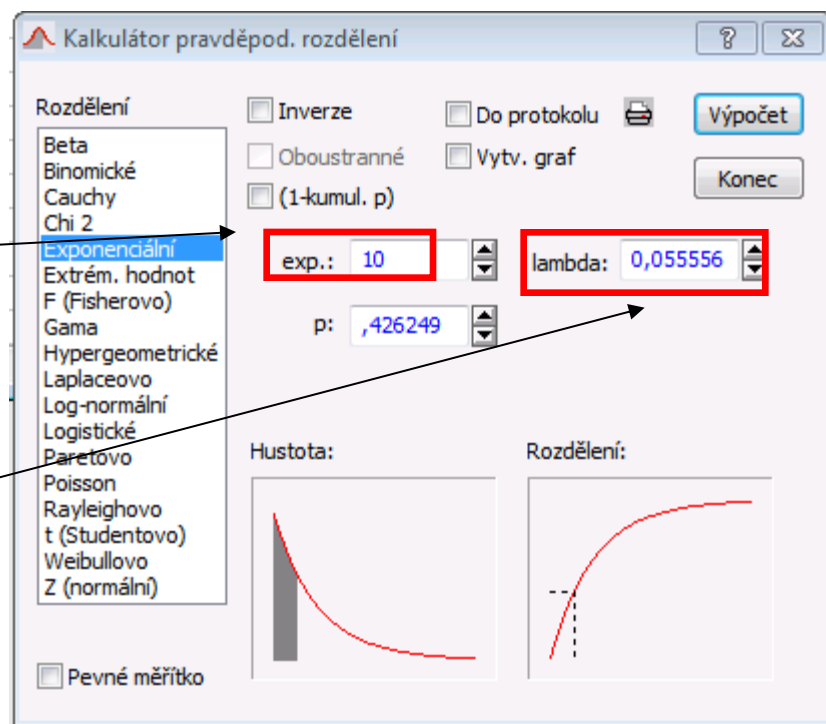 Kalkulátor pravděpod. rozdělení
Rozdělení
Inverze
Do protokolu
Výpočet
Oboustranné
Vytv. graf
Konec
(1-kumul. p)
Beta
Binomické
Cauchy
Chi 2
Exponenciální
Extrém. hodnot
F (Fisherovo)
Gama
Hypergeometrické
Laplaceovo
Log-normální
Logistické
Paretovo
Poisson
Rayleighovo
t (Studentovo)
Weibullovo
Z (normální)
exp.: 10
lambda: 0,055556
p: ,426249
Hustota:
Rozdělení:
Pevné měřítko